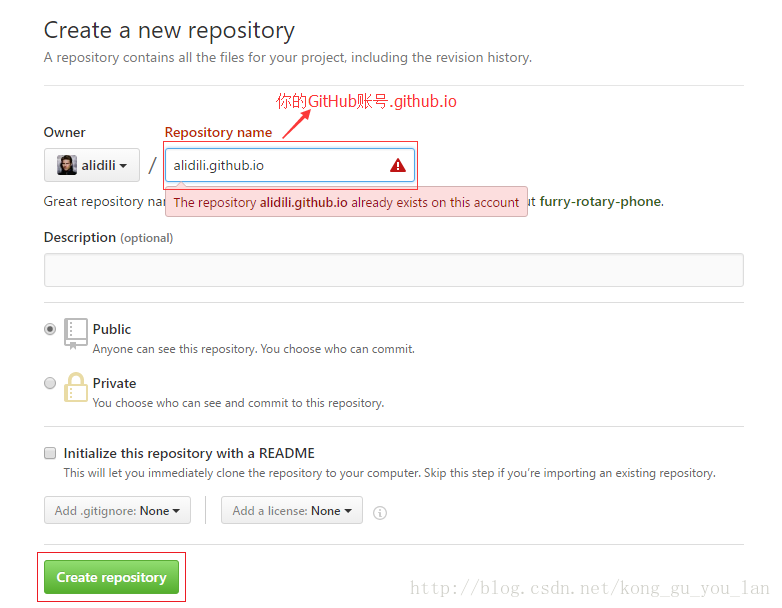 Create a new repository
A repository contains all the files for your project, including the revision history.
你的GitHub账号.github.io
Owner
Repository name
alidili / alidili.github.io
The repository alidili.github.io already exists on this account
Great repository nar
ut furry-rotary-phone.
Description (optional)
Public
Anyone can see this repository. You choose who can commit.
Private
You choose who can see and commit to this repository.
Initialize this repository with a README
This will let you immediately clone the repository to your computer. Skip this step if you’re importing an existing repository.
Add .gitignore: None
Add a license: None
Create repository
http://blog.csdn.net/kong_gu_you_lan